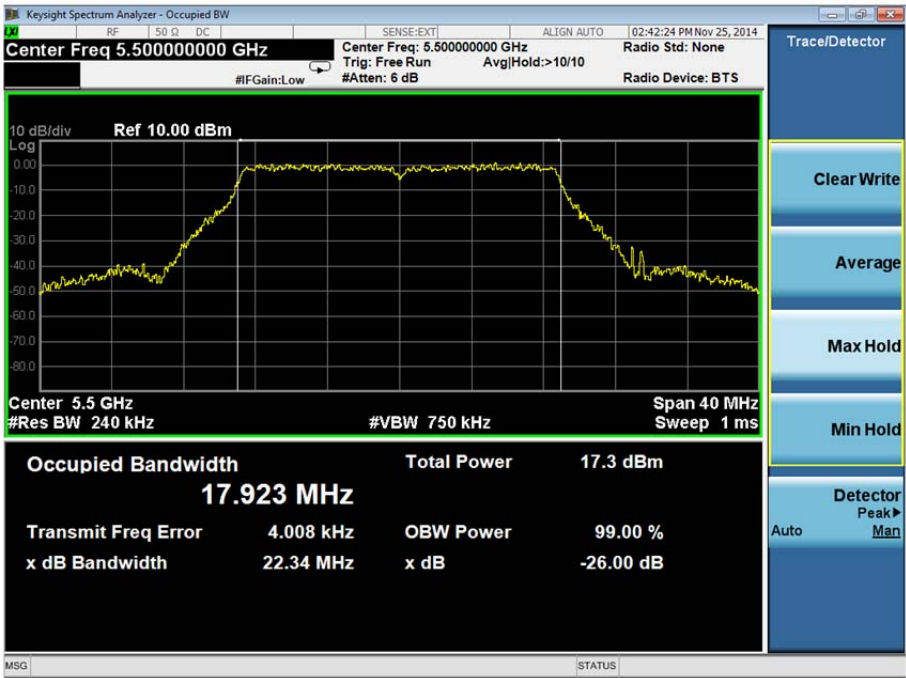 Keysight Spectrum Analyzer - Occupied BW
LXI RF 50 Ω DC SENSE:EXT ALIGN AUTO 02:42:24 PM Nov 25, 2014
Center Freq 5.500000000 GHz
Center Freq: 5.500000000 GHz
Radio Std: None
Trig: Free Run Avg|Hold:>10/10
#IFGain:Low
#Atten: 6 dB
Radio Device: BTS
10 dB/div Ref 10.00 dBm
Log
0.00
-10.0
-20.0
-30.0
-40.0
-50.0
-60.0
-70.0
-80.0
Center 5.5 GHz Span 40 MHz
#Res BW 240 kHz #VBW 750 kHz Sweep 1 ms
Occupied Bandwidth Total Power 17.3 dBm
17.923 MHz
Transmit Freq Error 4.008 kHz OBW Power 99.00 %
x dB Bandwidth 22.34 MHz x dB -26.00 dB
Trace/Detector
Clear Write
Average
Max Hold
Min Hold
Detector
Peak▶
Auto Man
MSG STATUS